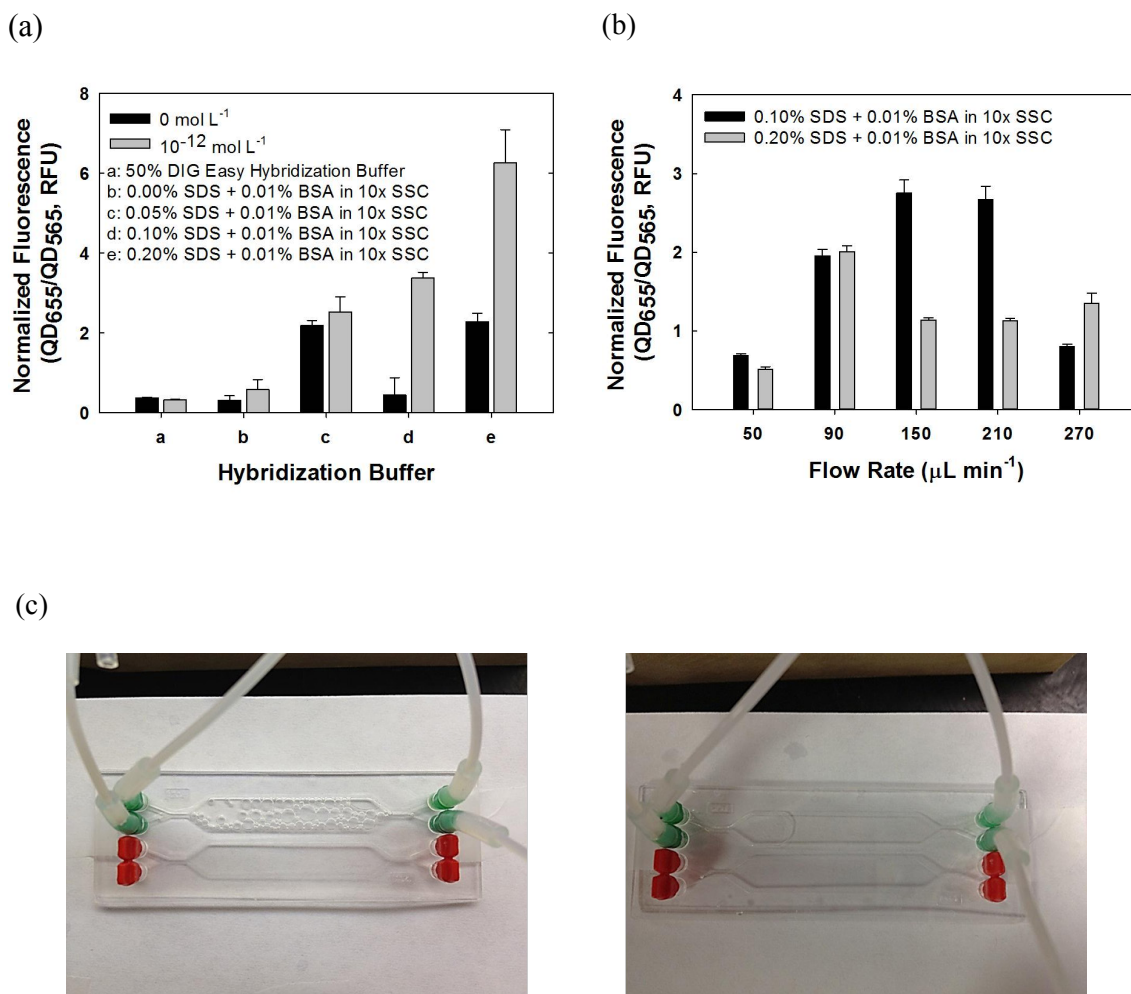 (a)
8
6
4
2
0
Normalized Fluorescence
(QD655/QD565, RFU)
0 mol L-1
10-12 mol L-1
a: 50% DIG Easy Hybridization Buffer
b: 0.00% SDS + 0.01% BSA in 10x SSC
c: 0.05% SDS + 0.01% BSA in 10x SSC
d: 0.10% SDS + 0.01% BSA in 10x SSC
e: 0.20% SDS + 0.01% BSA in 10x SSC
a b c d e
Hybridization Buffer
(b)
4
3
2
1
0
Normalized Fluorescence
(QD655/QD565, RFU)
0.10% SDS + 0.01% BSA in 10x SSC
0.20% SDS + 0.01% BSA in 10x SSC
50 90 150 210 270
Flow Rate (μL min-1)
(c)